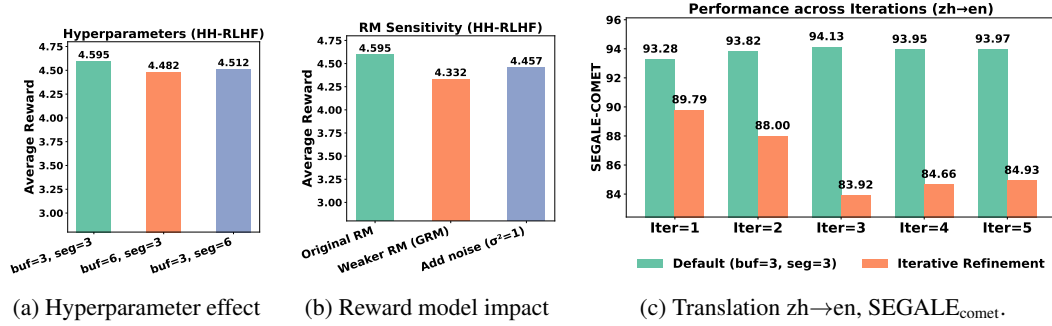 Hyperparameters (HH-RLHF)
Average Reward
4.75
4.50
4.25
4.00
3.75
3.50
3.25
3.00
4.595
4.482
4.512
buf=3, seg=3
buf=6, seg=3
buf=3, seg=6
(a) Hyperparameter effect
RM Sensitivity (HH-RLHF)
Average Reward
4.75
4.50
4.25
4.00
3.75
3.50
3.25
3.00
4.595
4.332
4.457
Original RM
Weaker RM (GRM)
Add noise (σ²=1)
(b) Reward model impact
Performance across Iterations (zh→en)
SEGALE-COMET
96
94
92
90
88
86
84
93.28
93.82
94.13
93.95
93.97
89.79
88.00
83.92
84.66
84.93
Iter=1
Iter=2
Iter=3
Iter=4
Iter=5
Default (buf=3, seg=3)
Iterative Refinement
(c) Translation zh→en, SEGALEcomet.